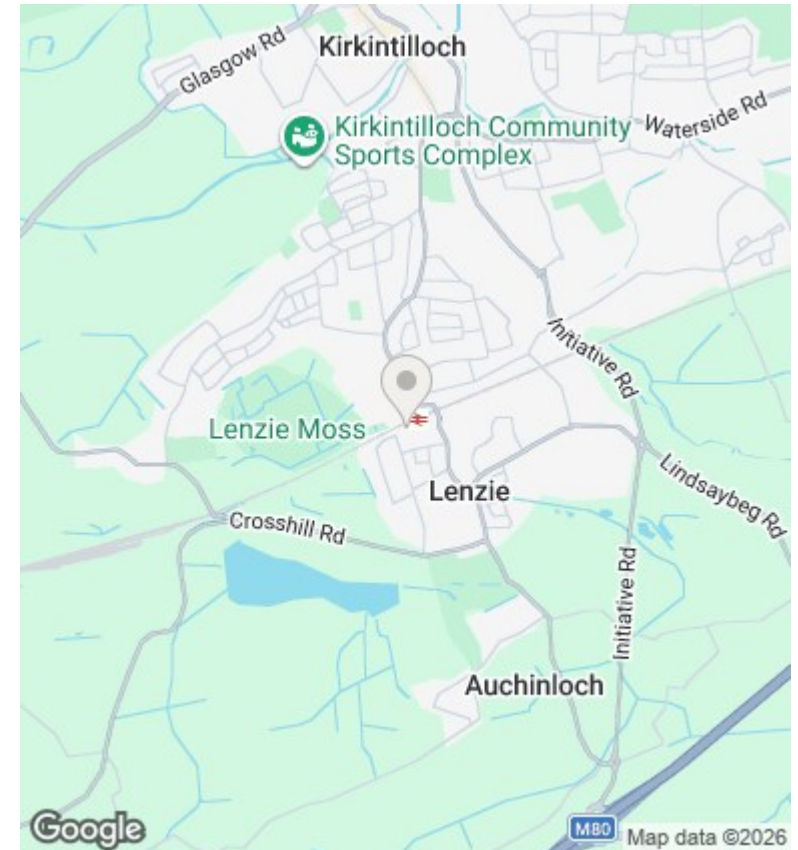 Glasgow Rd
Kirkintilloch
Kirkintilloch Community
Sports Complex
Waterside Rd
Initiative Rd
Lenzie Moss
Lenzie
Lindsaybeg Rd
Crosshill Rd
Initiative Rd
Auchinloch
Google
M80
Map data ©2026